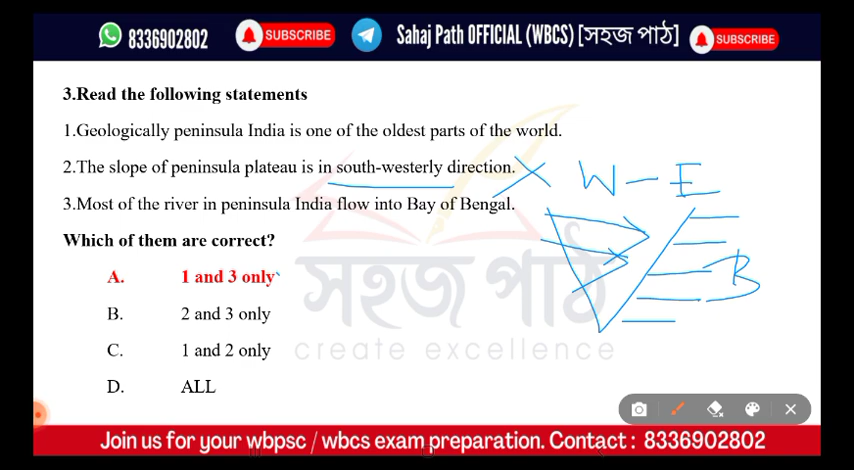 8336902802 SUBSCRIBE Sahaj Path OFFICIAL (WBCS) [সহজ পাঠ] SUBSCRIBE
3.Read the following statements
1.Geologically peninsula India is one of the oldest parts of the world.
2.The slope of peninsula plateau is in south-westerly direction. X W - E
3.Most of the river in peninsula India flow into Bay of Bengal.
Which of them are correct?
A. 1 and 3 only
B. 2 and 3 only
B
C. 1 and 2 only
D. ALL
সহজ পাঠ
create excellence
Join us for your wbpsc / wbcs exam preparation. Contact : 8336902802